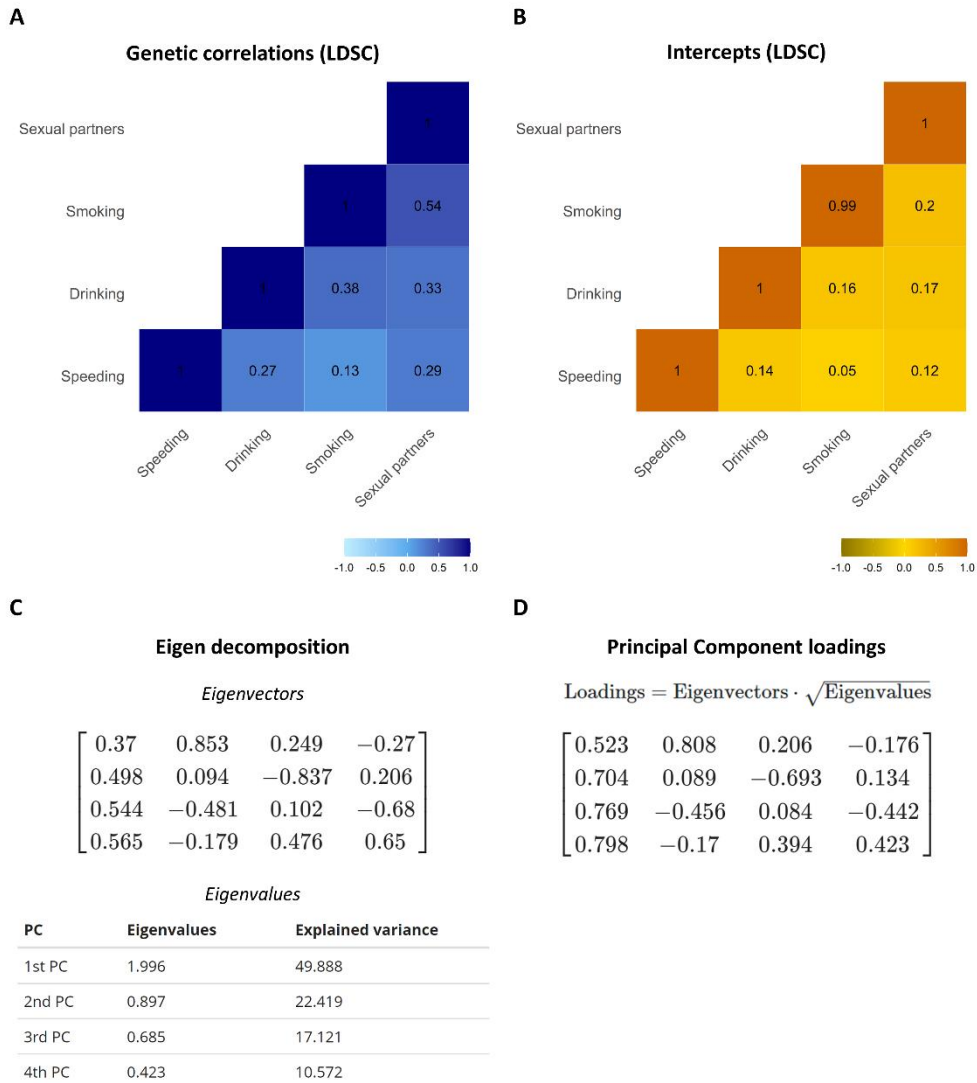 A
Genetic correlations (LDSC)
Sexual partners
1
Smoking
1 0.54
Drinking
1 0.38 0.33
Speeding
1 0.27 0.13 0.29
Speeding Drinking Smoking Sexual partners
-1.0 -0.5 0.0 0.5 1.0
B
Intercepts (LDSC)
Sexual partners
1
Smoking
0.99 0.2
Drinking
1 0.16 0.17
Speeding
1 0.14 0.05 0.12
Speeding Drinking Smoking Sexual partners
-1.0 -0.5 0.0 0.5 1.0
C
Eigen decomposition
Eigenvectors
0.37 0.853 0.249 −0.27
0.498 0.094 −0.837 0.206
0.544 −0.481 0.102 −0.68
0.565 −0.179 0.476 0.65
Eigenvalues
PC Eigenvalues Explained variance
1st PC 1.996 49.888
2nd PC 0.897 22.419
3rd PC 0.685 17.121
4th PC 0.423 10.572
D
Principal Component loadings
Loadings = Eigenvectors · √Eigenvalues
0.523 0.808 0.206 −0.176
0.704 0.089 −0.693 0.134
0.769 −0.456 0.084 −0.442
0.798 −0.17 0.394 0.423